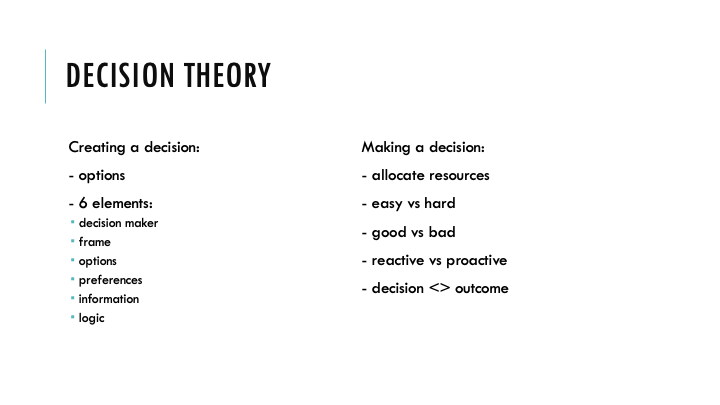 DECISION THEORY
Creating a decision:
- options
- 6 elements:
▪ decision maker
▪ frame
▪ options
▪ preferences
▪ information
▪ logic
Making a decision:
- allocate resources
- easy vs hard
- good vs bad
- reactive vs proactive
- decision <> outcome